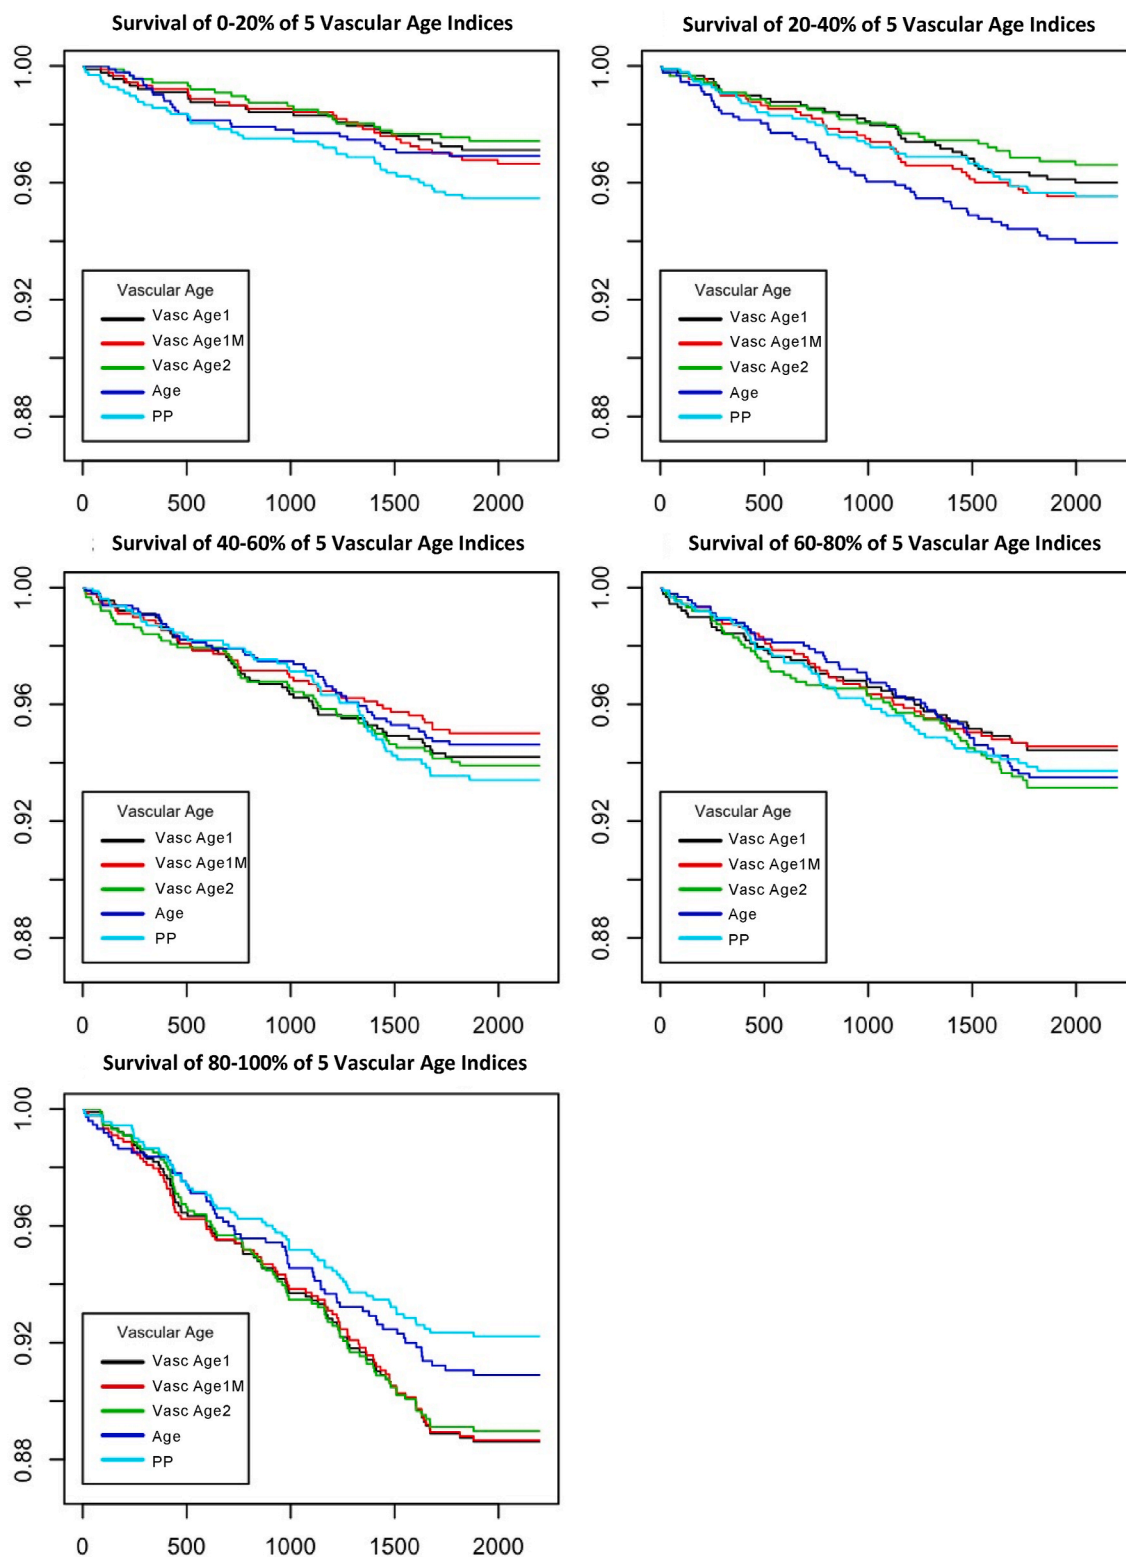 Survival of 0-20% of 5 Vascular Age Indices
1.00
0.96
0.92
0.88
Vascular Age
Vasc Age1
Vasc Age1M
Vasc Age2
Age
PP
0 500 1000 1500 2000
Survival of 20-40% of 5 Vascular Age Indices
1.00
0.96
0.92
0.88
Vascular Age
Vasc Age1
Vasc Age1M
Vasc Age2
Age
PP
0 500 1000 1500 2000
Survival of 40-60% of 5 Vascular Age Indices
1.00
0.96
0.92
0.88
Vascular Age
Vasc Age1
Vasc Age1M
Vasc Age2
Age
PP
0 500 1000 1500 2000
Survival of 60-80% of 5 Vascular Age Indices
1.00
0.96
0.92
0.88
Vascular Age
Vasc Age1
Vasc Age1M
Vasc Age2
Age
PP
0 500 1000 1500 2000
Survival of 80-100% of 5 Vascular Age Indices
1.00
0.96
0.92
0.88
Vascular Age
Vasc Age1
Vasc Age1M
Vasc Age2
Age
PP
0 500 1000 1500 2000